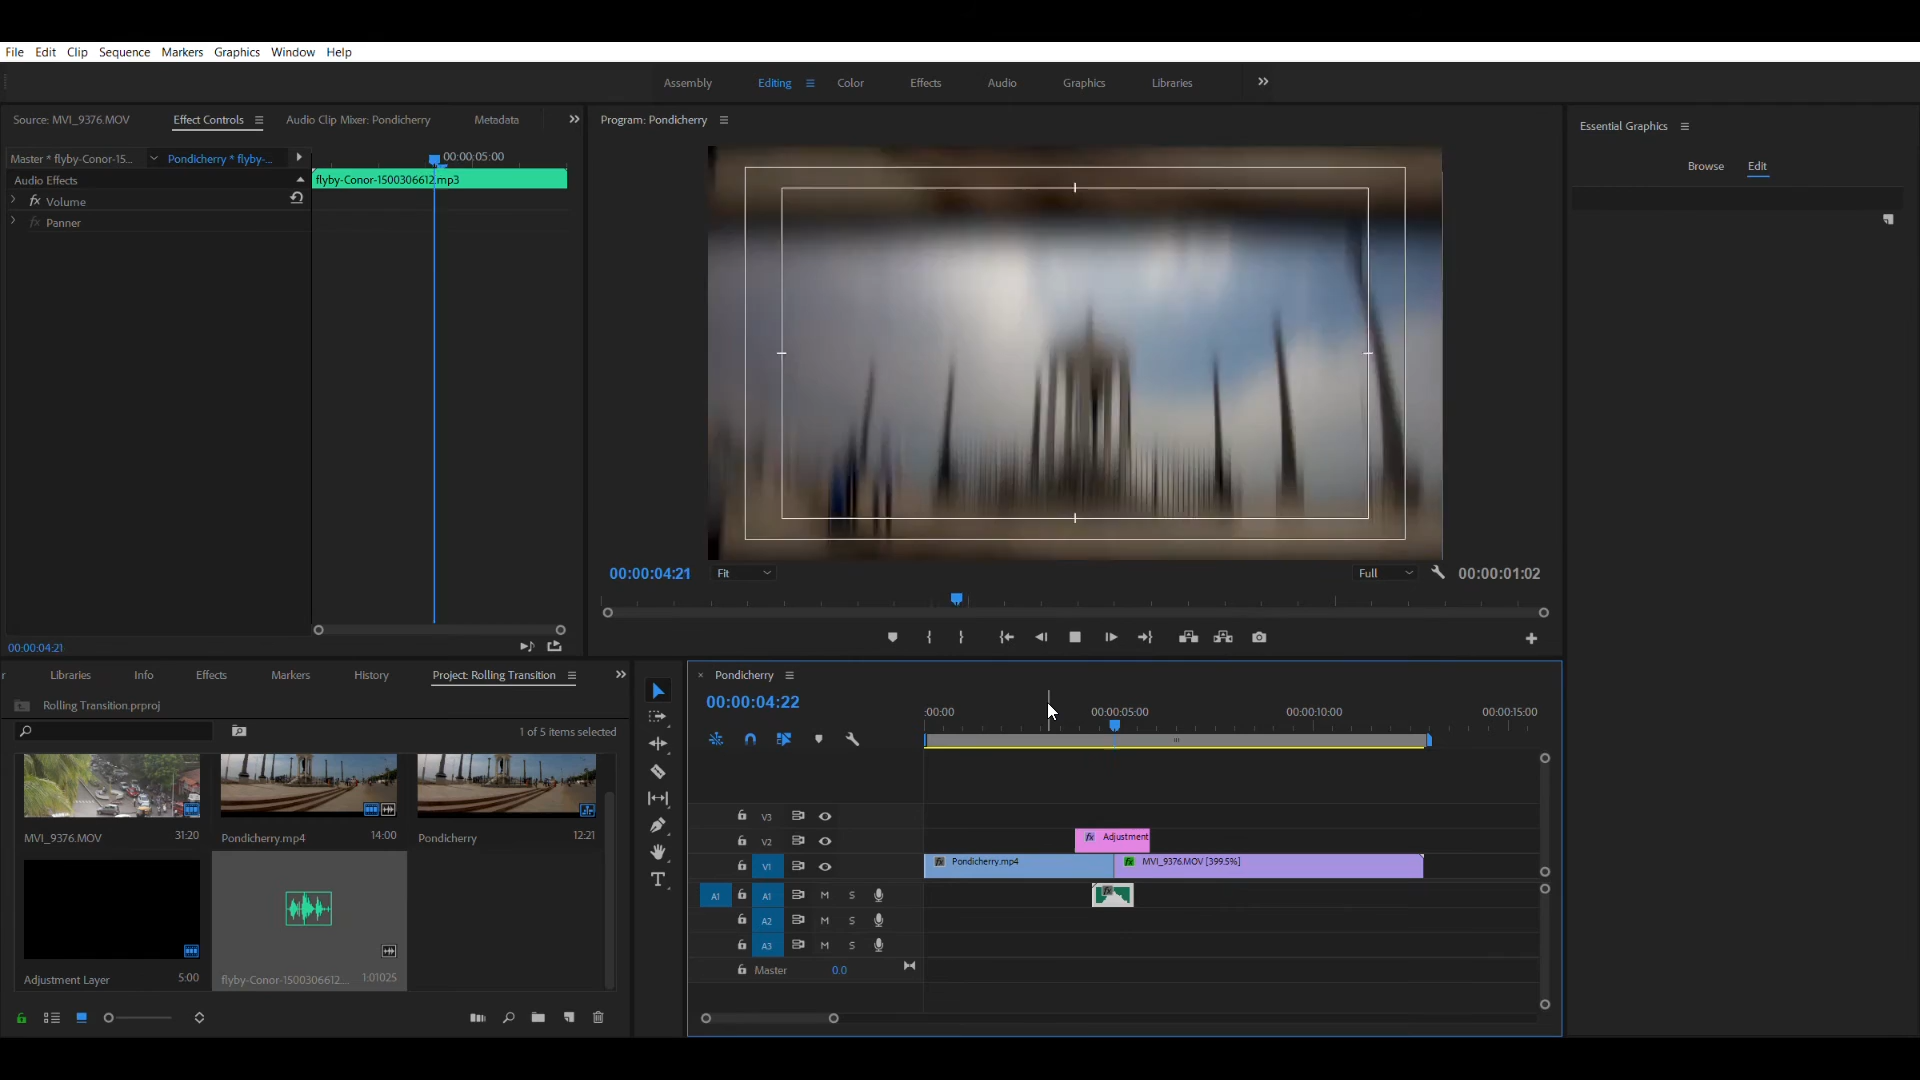 File Edit Clip Sequence Markers Graphics Window Help
Assembly Editing Color Effects Audio Graphics Libraries
Source: MVI_9376.MOV Effect Controls Audio Clip Mixer: Pondicherry Metadata
Master * flyby-Conor-15... Pondicherry * flyby-...
00:00:05:00
Audio Effects
flyby-Conor-1500306612.mp3
fx Volume
fx Panner
00:00:04:21
Program: Pondicherry
00:00:04:21 Fit Full 00:00:01:02
Essential Graphics
Browse Edit
r Libraries Info Effects Markers History Project: Rolling Transition
Rolling Transition.prproj
1 of 5 items selected
MVI_9376.MOV 31:20
Pondicherry.mp4 14:00
Pondicherry 12:21
Adjustment Layer 5:00
flyby-Conor-1500306612... 1:01025
T
× Pondicherry
00:00:04:22
:00:00 00:00:05:00 00:00:10:00 00:00:15:00
V3
V2 fx Adjustment
V1 fx Pondicherry.mp4 fx MVI_9376.MOV [399.5%]
A1 A1 M S fx
A2 M S
A3 M S
Master 0.0